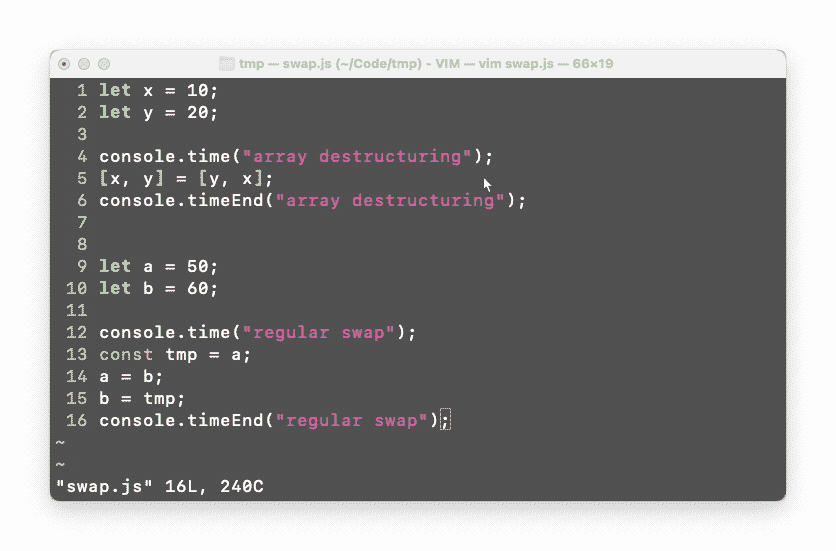 tmp — swap.js (~/Code/tmp) - VIM — vim swap.js — 66×19
1 let x = 10;
2 let y = 20;
3
4 console.time("array destructuring");
5 [x, y] = [y, x];
6 console.timeEnd("array destructuring");
7
8
9 let a = 50;
10 let b = 60;
11
12 console.time("regular swap");
13 const tmp = a;
14 a = b;
15 b = tmp;
16 console.timeEnd("regular swap");
~
~
"swap.js" 16L, 240C